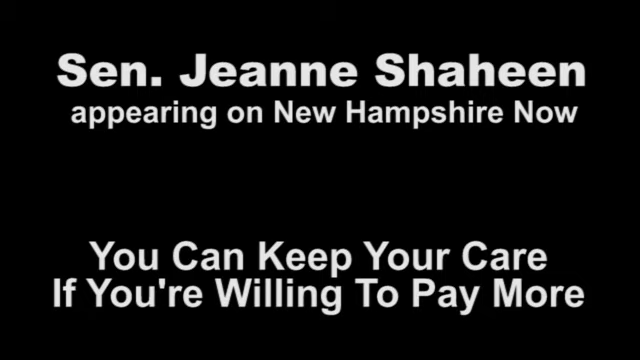 Sen. Jeanne Shaheen
appearing on New Hampshire Now
You Can Keep Your Care
If You're Willing To Pay More